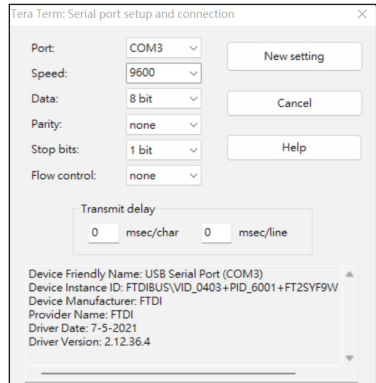 Tera Term: Serial port setup and connection
Port: COM3 New setting
Speed: 9600
Data: 8 bit Cancel
Parity: none
Stop bits: 1 bit Help
Flow control: none
Transmit delay
0 msec/char 0 msec/line
Device Friendly Name: USB Serial Port (COM3)
Device Instance ID: FTDIBUS\VID_0403+PID_6001+FT2SYF9W
Device Manufacturer: FTDI
Provider Name: FTDI
Driver Date: 7-5-2021
Driver Version: 2.12.36.4